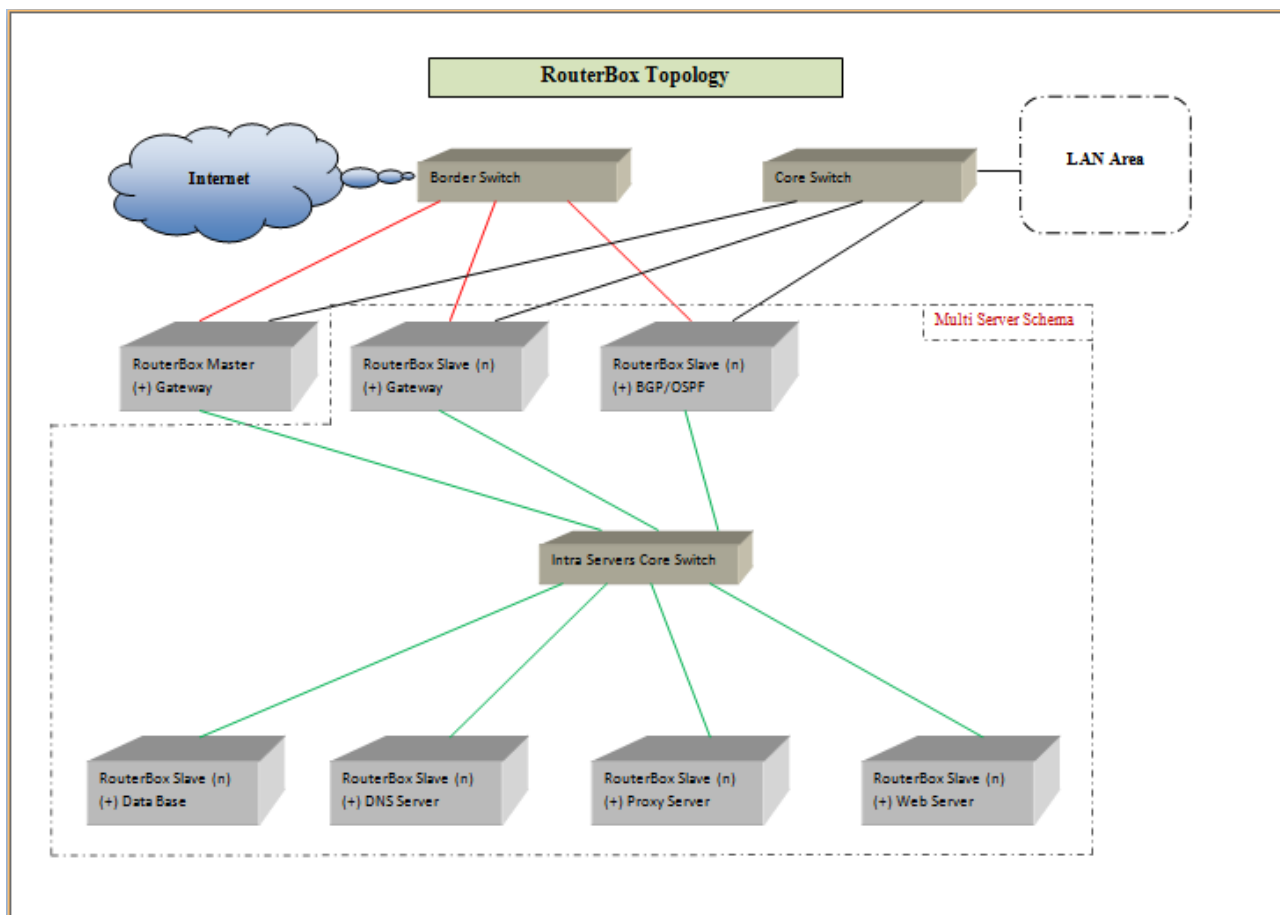 RouterBox Topology
Internet
Border Switch
Core Switch
LAN Area
Multi Server Schema
RouterBox Master
(+) Gateway
RouterBox Slave (n)
(+) Gateway
RouterBox Slave (n)
(+) BGP/OSPF
Intra Servers Core Switch
RouterBox Slave (n)
(+) Data Base
RouterBox Slave (n)
(+) DNS Server
RouterBox Slave (n)
(+) Proxy Server
RouterBox Slave (n)
(+) Web Server